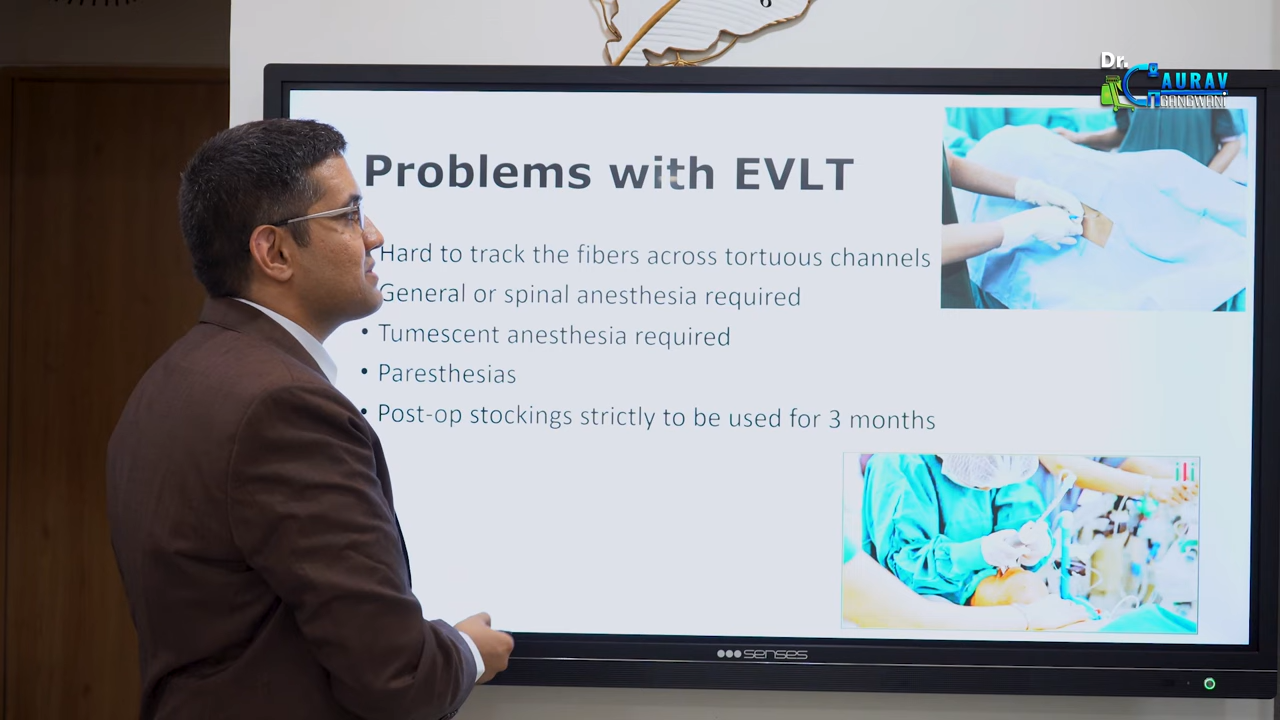 Dr.
GAURAV
GANGWANI
Problems with EVLT
Hard to track the fibers across tortuous channels
General or spinal anesthesia required
• Tumescent anesthesia required
• Paresthesias
• Post-op stockings strictly to be used for 3 months
senses